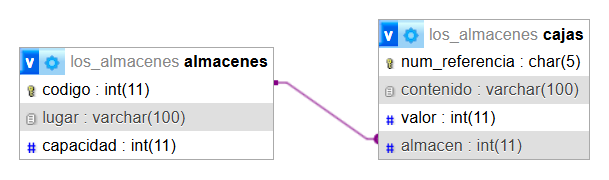 los_almacenes almacenes
codigo : int(11)
lugar : varchar(100)
capacidad : int(11)
los_almacenes cajas
num_referencia : char(5)
contenido : varchar(100)
valor : int(11)
almacen : int(11)